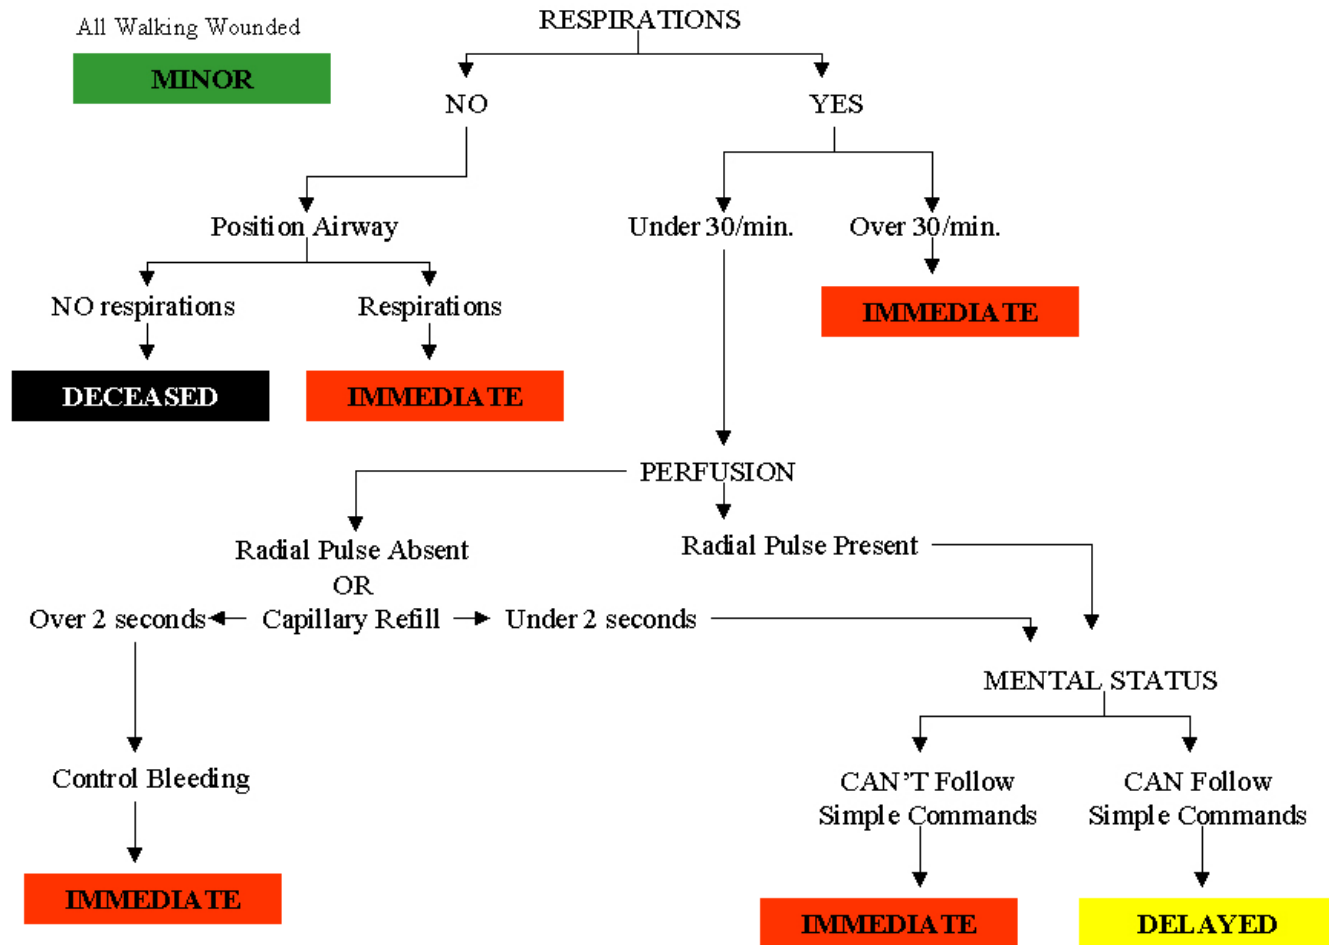 All Walking Wounded
MINOR
RESPIRATIONS
NO
YES
Position Airway
Under 30/min.
Over 30/min.
NO respirations
Respirations
IMMEDIATE
DECEASED
IMMEDIATE
PERFUSION
Radial Pulse Absent
OR
Radial Pulse Present
Over 2 seconds
Capillary Refill
Under 2 seconds
MENTAL STATUS
Control Bleeding
CAN'T Follow
Simple Commands
CAN Follow
Simple Commands
IMMEDIATE
IMMEDIATE
DELAYED